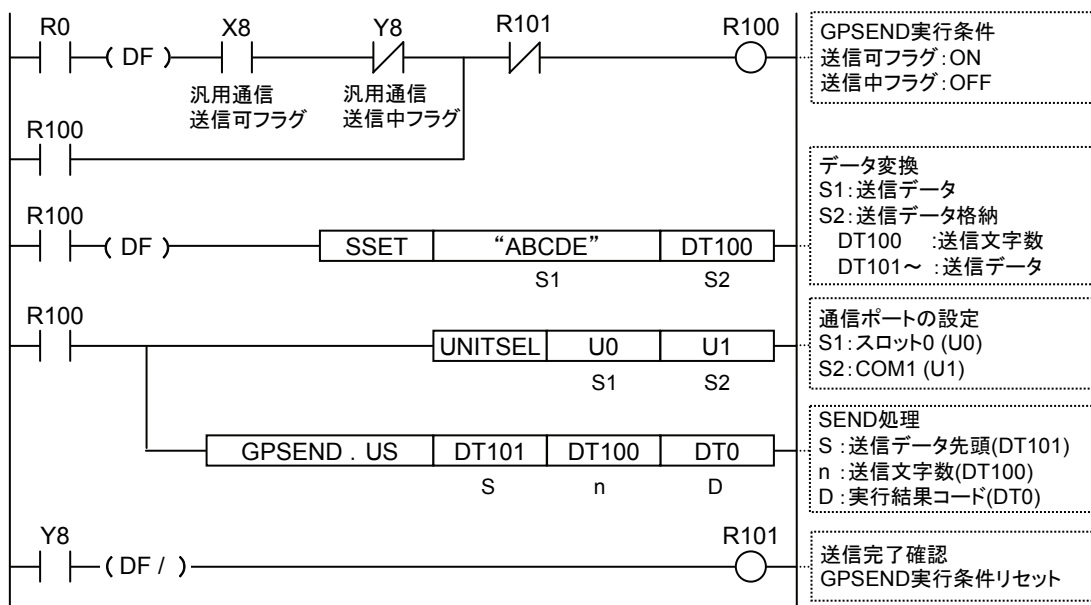 R0 X8 Y8 R101 R100
( DF )
汎用通信
送信可フラグ
汎用通信
送信中フラグ
R100
GPSEND実行条件
送信可フラグ:ON
送信中フラグ:OFF
R100
( DF ) SSET “ABCDE” DT100
S1 S2
データ変換
S1:送信データ
S2:送信データ格納
DT100 :送信文字数
DT101~ :送信データ
R100
UNITSEL U0 U1
S1 S2
通信ポートの設定
S1:スロット0 (U0)
S2:COM1 (U1)
GPSEND . US DT101 DT100 DT0
S n D
SEND処理
S :送信データ先頭(DT101)
n :送信文字数(DT100)
D :実行結果コード(DT0)
Y8 R101
( DF / )
送信完了確認
GPSEND実行条件リセット